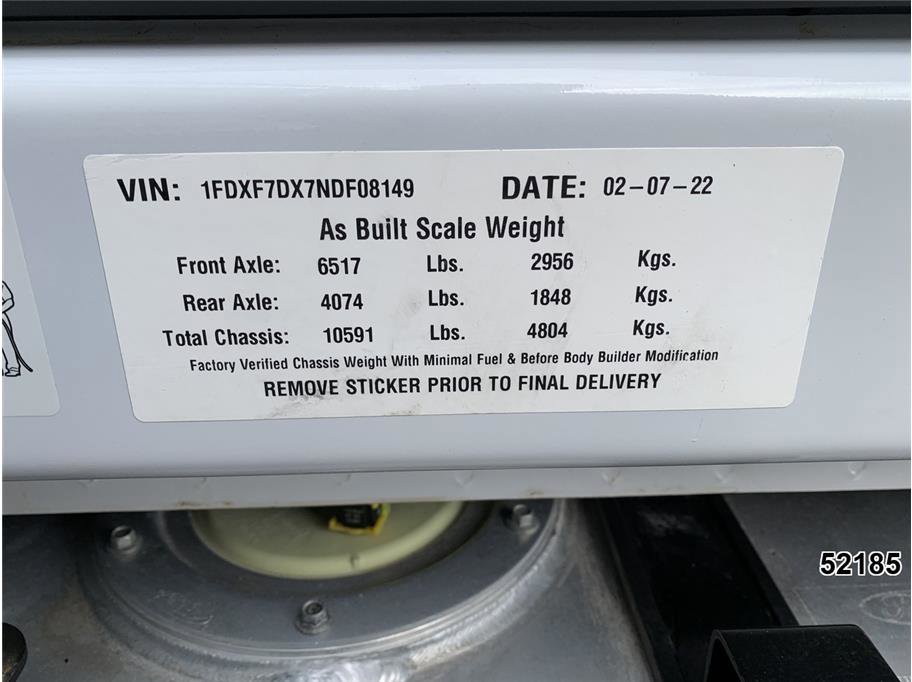 VIN: 1FDXF7DX7NDF08149 DATE: 02-07-22
As Built Scale Weight
Front Axle: 6517 Lbs. 2956 Kgs.
Rear Axle: 4074 Lbs. 1848 Kgs.
Total Chassis: 10591 Lbs. 4804 Kgs.
Factory Verified Chassis Weight With Minimal Fuel & Before Body Builder Modification
REMOVE STICKER PRIOR TO FINAL DELIVERY
52185